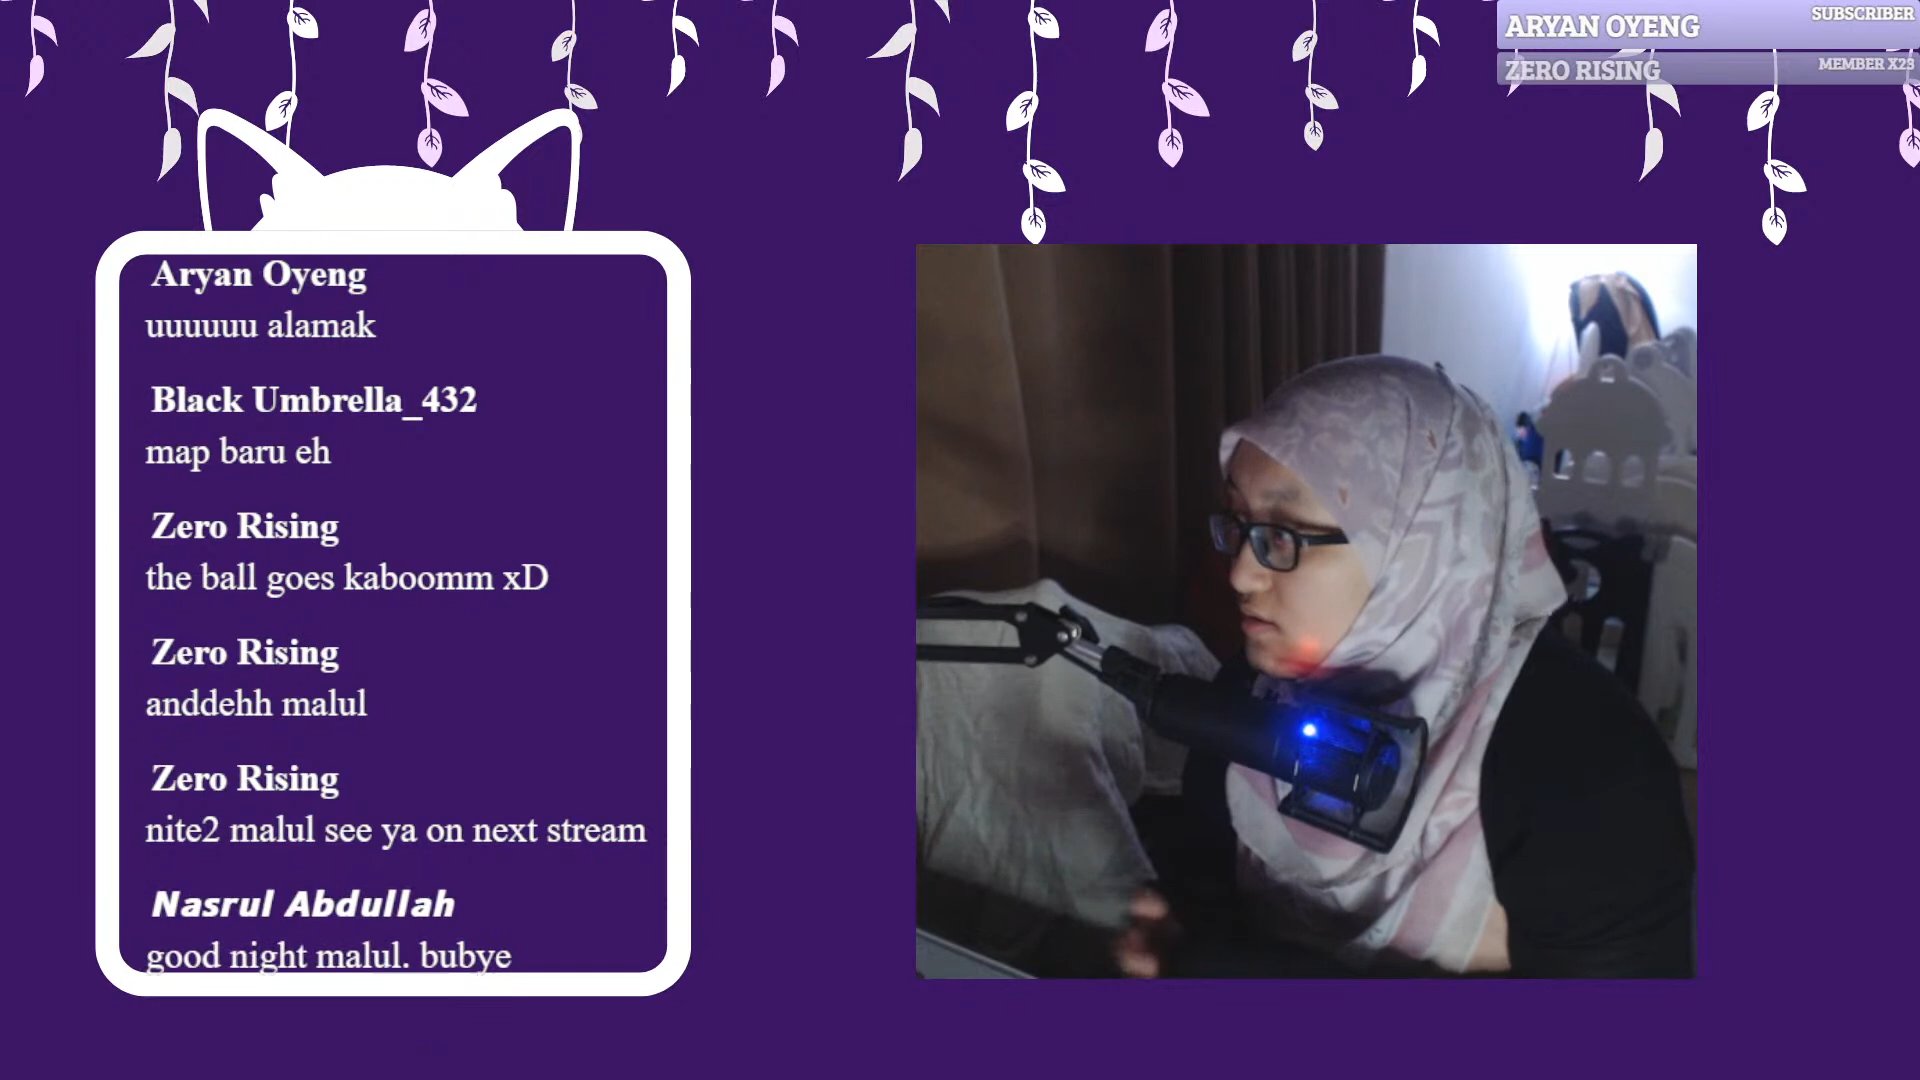 ARYAN OYENG SUBSCRIBER
ZERO RISING MEMBER X23
Aryan Oyeng
uuuuuu alamak
Black Umbrella_432
map baru eh
Zero Rising
the ball goes kaboomm xD
Zero Rising
anddehh malul
Zero Rising
nite2 malul see ya on next stream
Nasrul Abdullah
good night malul. bubye